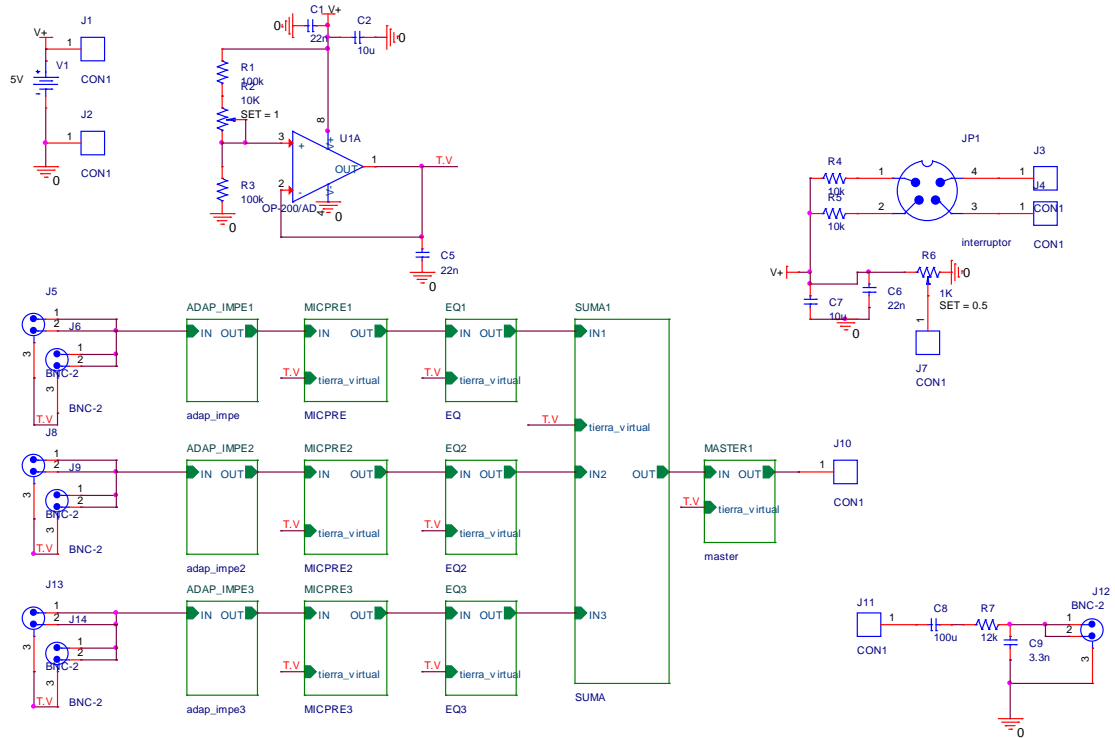 J1
V+
1
V1
5V
CON1
J2
1
CON1
0
C1
V+
0
22n
C2
10u
0
R1
100k
R2
10K
SET = 1
R3
100k
0
8
U1A
3
+
V+
OUT
1
T.V
2
-
V-
4
OP-200/AD
0
C5
22n
0
JP1
J3
R4
10k
1
4
1
J4
R5
10k
2
3
1
CON1
CON1
interruptor
V+
R6
0
1K
SET = 0.5
C7
10u
C6
22n
0
1
J7
CON1
J5
1
2
J6
3
1
2
BNC-2
3
BNC-2
T.V
ADAP_IMPE1
IN OUT
adap_impe
MICPRE1
IN OUT
T.V
tierra_virtual
MICPRE
EQ1
IN OUT
T.V
tierra_virtual
EQ
SUMA1
IN1
T.V
tierra_virtual
IN2
OUT
IN3
SUMA
J8
1
2
J9
3
1
2
BNC-2
3
BNC-2
T.V
ADAP_IMPE2
IN OUT
adap_impe2
MICPRE2
IN OUT
T.V
tierra_virtual
MICPRE2
EQ2
IN OUT
T.V
tierra_virtual
EQ2
MASTER1
IN OUT
T.V
tierra_virtual
master
J10
1
CON1
J13
1
2
J14
3
1
2
BNC-2
3
BNC-2
T.V
ADAP_IMPE3
IN OUT
adap_impe3
MICPRE3
IN OUT
T.V
tierra_virtual
MICPRE3
EQ3
IN OUT
T.V
tierra_virtual
EQ3
J11
1
CON1
C8
100u
R7
12k
C9
3.3n
J12
BNC-2
1
2
3
0